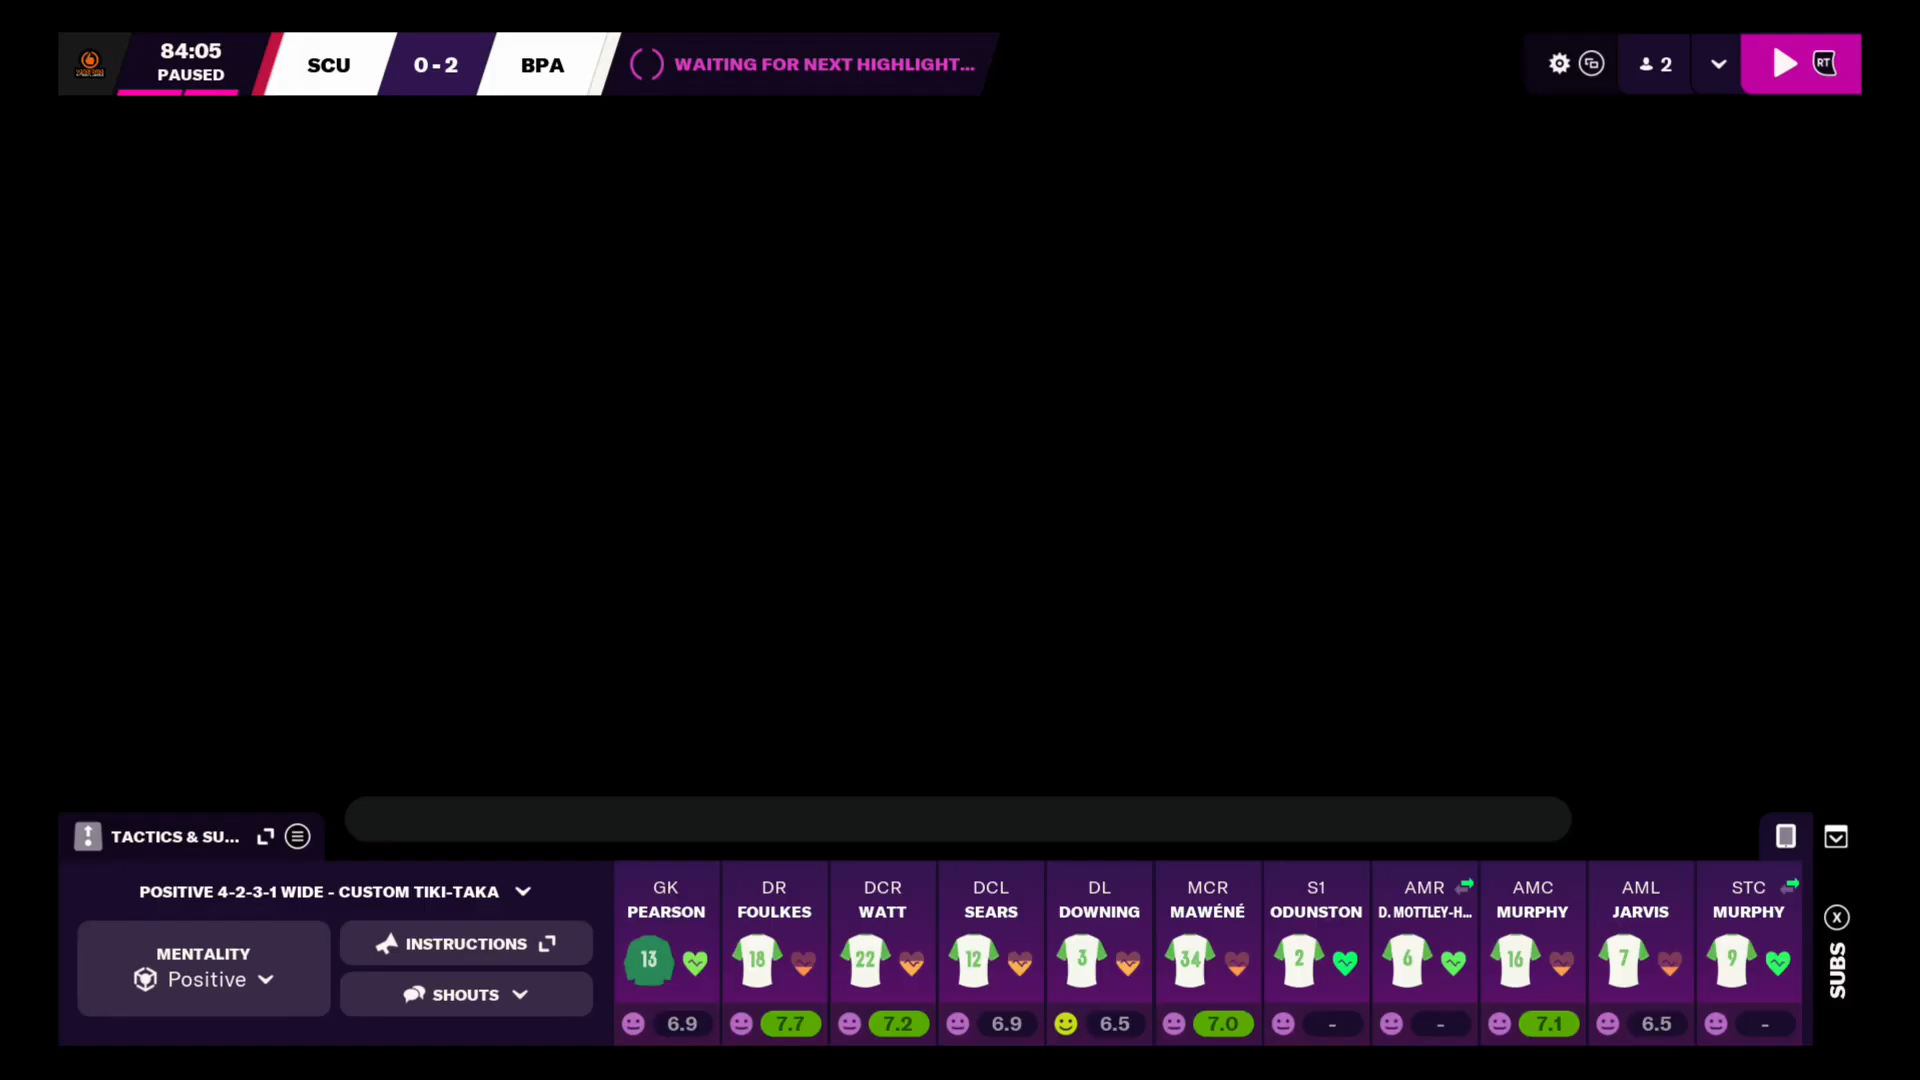 84:05
PAUSED
SCU
0 - 2
BPA
WAITING FOR NEXT HIGHLIGHT...
2
RT
TACTICS & SU...
POSITIVE 4-2-3-1 WIDE - CUSTOM TIKI-TAKA
MENTALITY
Positive
INSTRUCTIONS
SHOUTS
GK DR DCR DCL DL MCR S1 AMR AMC AML STC
PEARSON FOULKES WATT SEARS DOWNING MAWÉNÉ ODUNSTON D. MOTTLEY-H... MURPHY JARVIS MURPHY
13 18 22 12 3 34 2 6 16 7 9
6.9 7.7 7.2 6.9 6.5 7.0 - - 7.1 6.5 -
X
SUBS